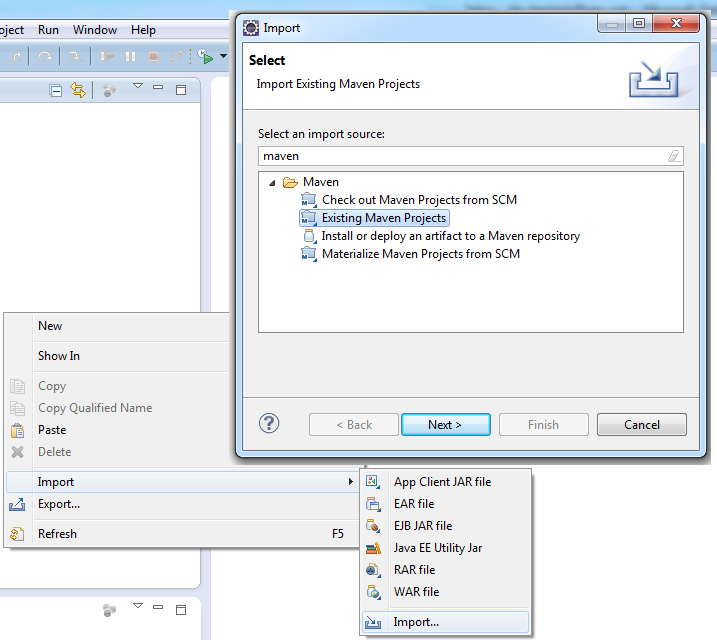 oject Run Window Help
Import
Select
Import Existing Maven Projects
Select an import source:
maven
Maven
Check out Maven Projects from SCM
Existing Maven Projects
Install or deploy an artifact to a Maven repository
Materialize Maven Projects from SCM
< Back Next > Finish Cancel
New
Show In
Copy
Copy Qualified Name
Paste
Delete
Import
Export...
Refresh F5
App Client JAR file
EAR file
EJB JAR file
Java EE Utility Jar
RAR file
WAR file
Import...